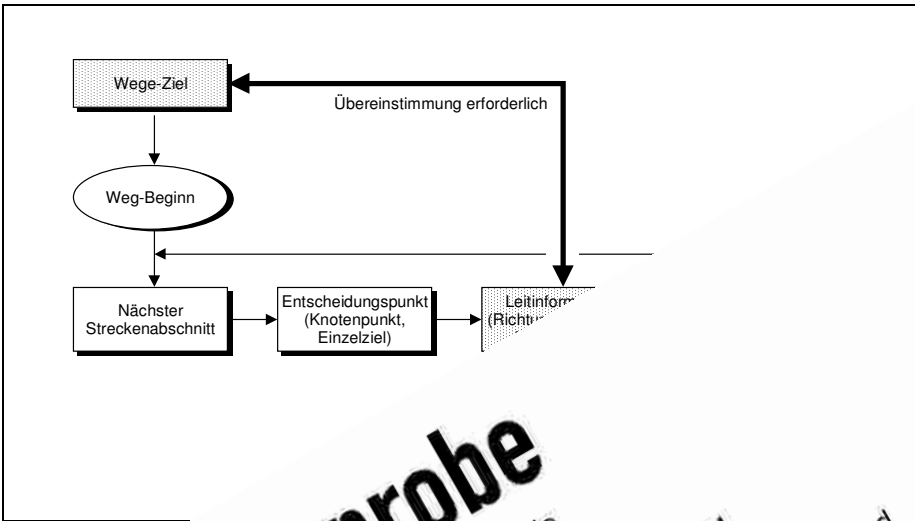 Wege-Ziel
Übereinstimmung erforderlich
Weg-Beginn
Nächster
Streckenabschnitt
Entscheidungspunkt
(Knotenpunkt,
Einzelziel)